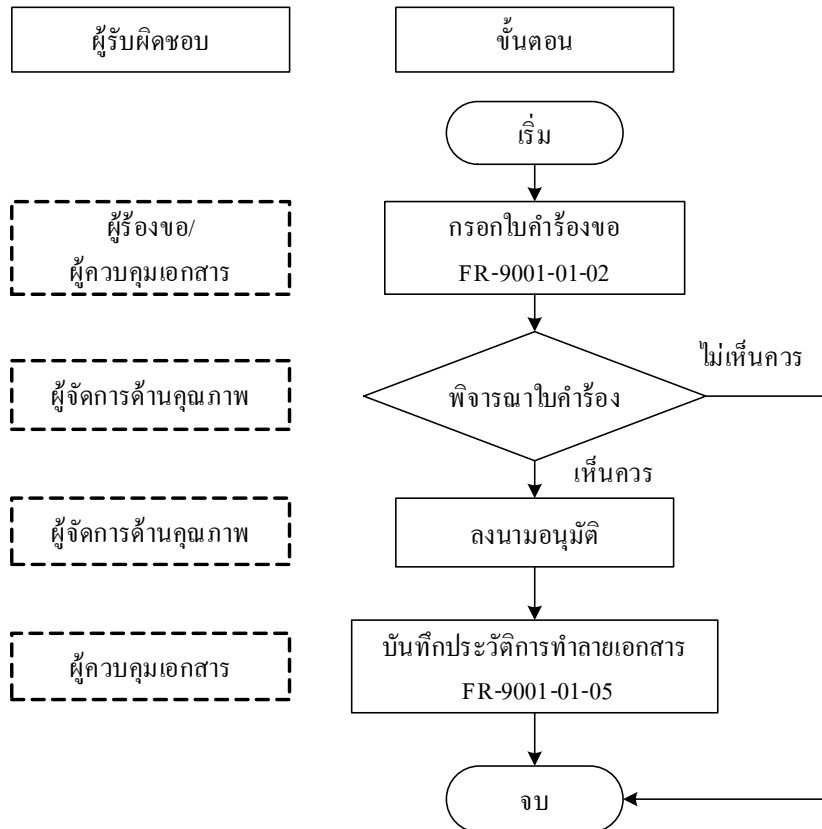 ผู้รับผิดชอบ
ขั้นตอน
เริ่ม
ผู้ร้องขอ/
ผู้ควบคุมเอกสาร
กรอกใบคำร้องขอ
FR-9001-01-02
ผู้จัดการด้านคุณภาพ
พิจารณาใบคำร้อง
ไม่เห็นควร
เห็นควร
ผู้จัดการด้านคุณภาพ
ลงนามอนุมัติ
ผู้ควบคุมเอกสาร
บันทึกประวัติการทำลายเอกสาร
FR-9001-01-05
จบ